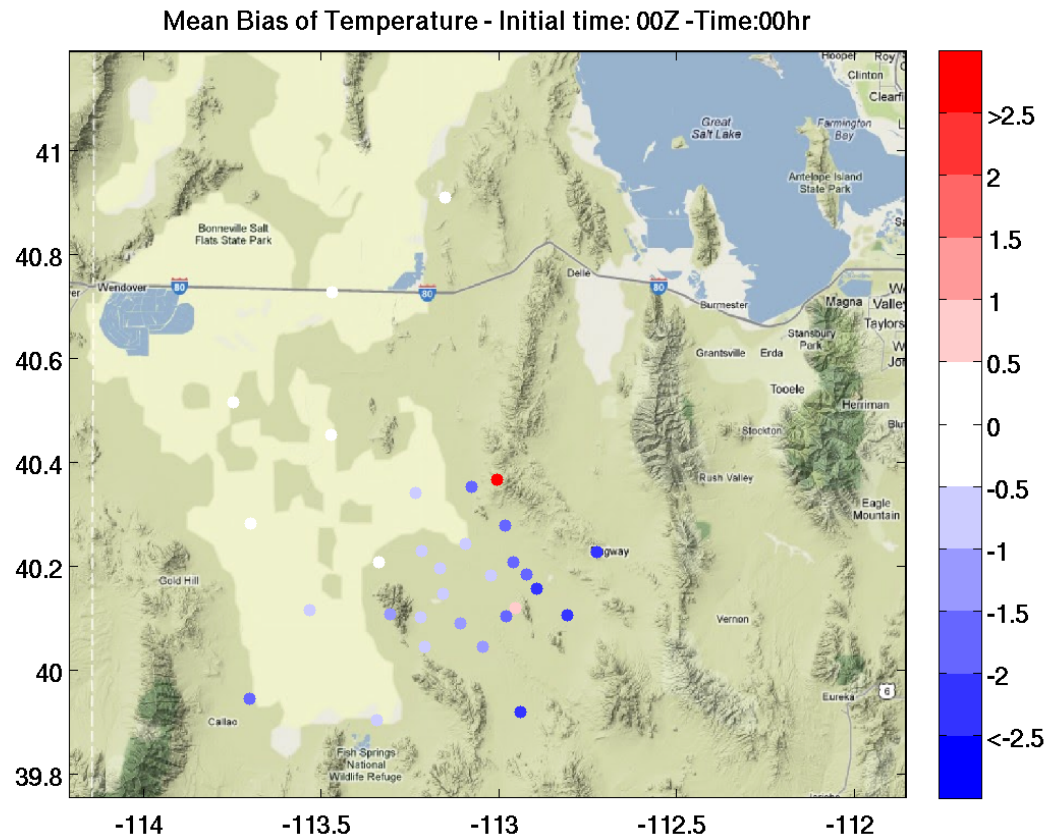 Mean Bias of Temperature - Initial time: 00Z -Time:00hr
Hooper
Roy
Clinton
Clearfi
Great
Salt Lake
Farmington
Bay
Antelope Island
State Park
Bonneville Salt
Flats State Park
Delle
80
80
80
ver
Wendover
Burmester
Magna
Valley
Taylors
Stansbury
Park
Jor
Grantsville
Erda
Tooele
Herriman
Stockton
Blu
Rush Valley
Eagle
Mountain
Gold Hill
Vernon
Eureka
6
Callao
Fish Springs
National
Wildlife Refuge
41
40.8
40.6
40.4
40.2
40
39.8
-114
-113.5
-113
-112.5
-112
>2.5
2
1.5
1
0.5
0
-0.5
-1
-1.5
-2
<-2.5